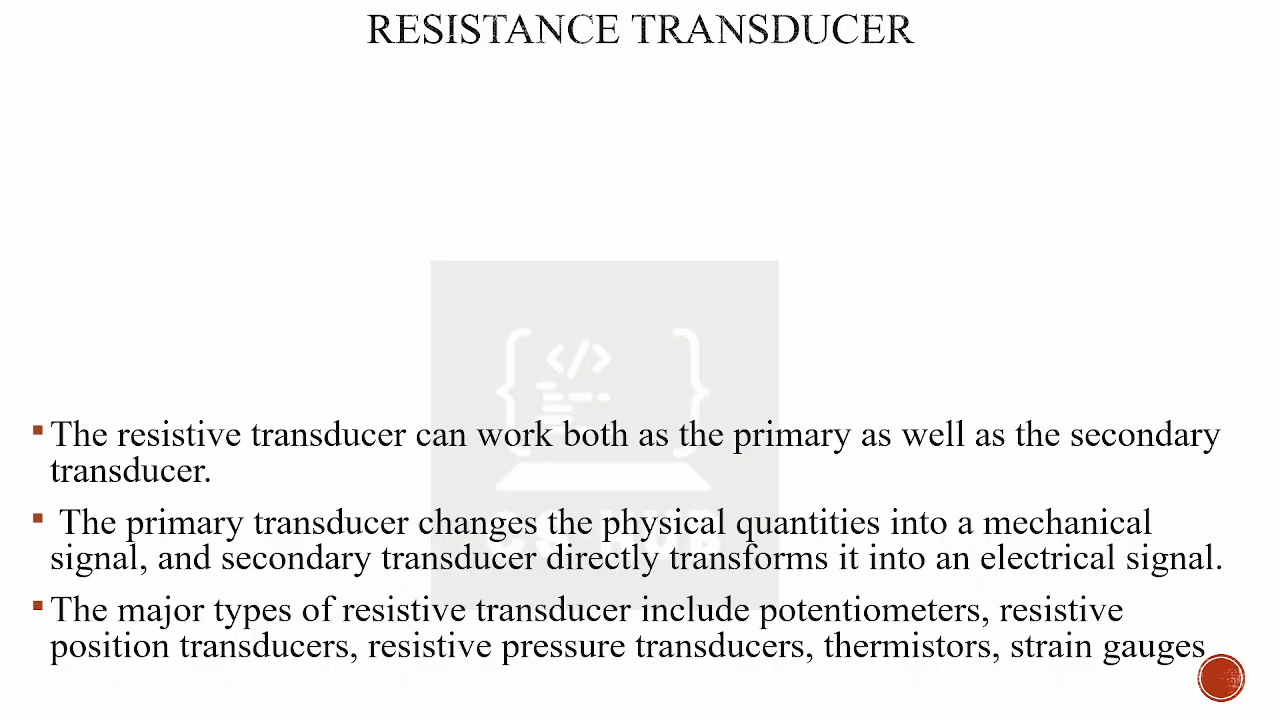 RESISTANCE TRANSDUCER
▪ The resistive transducer can work both as the primary as well as the secondary
transducer.
▪ The primary transducer changes the physical quantities into a mechanical
signal, and secondary transducer directly transforms it into an electrical signal.
▪ The major types of resistive transducer include potentiometers, resistive
position transducers, resistive pressure transducers, thermistors, strain gauges